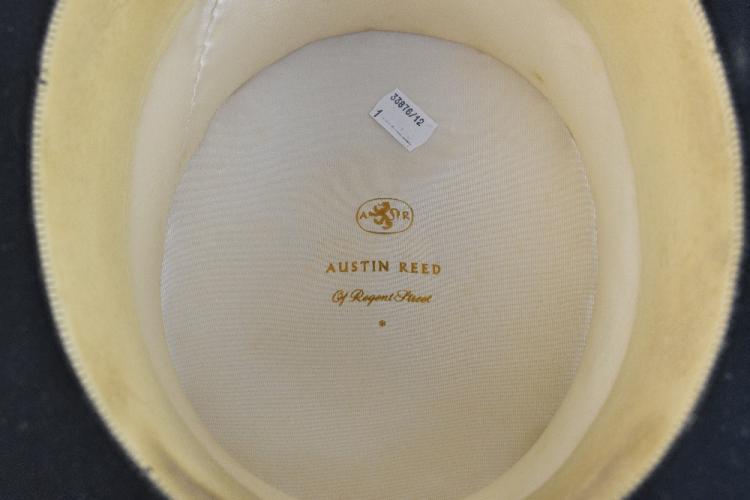 33876/12
1
A R
AUSTIN REED
Of Regent Street
*